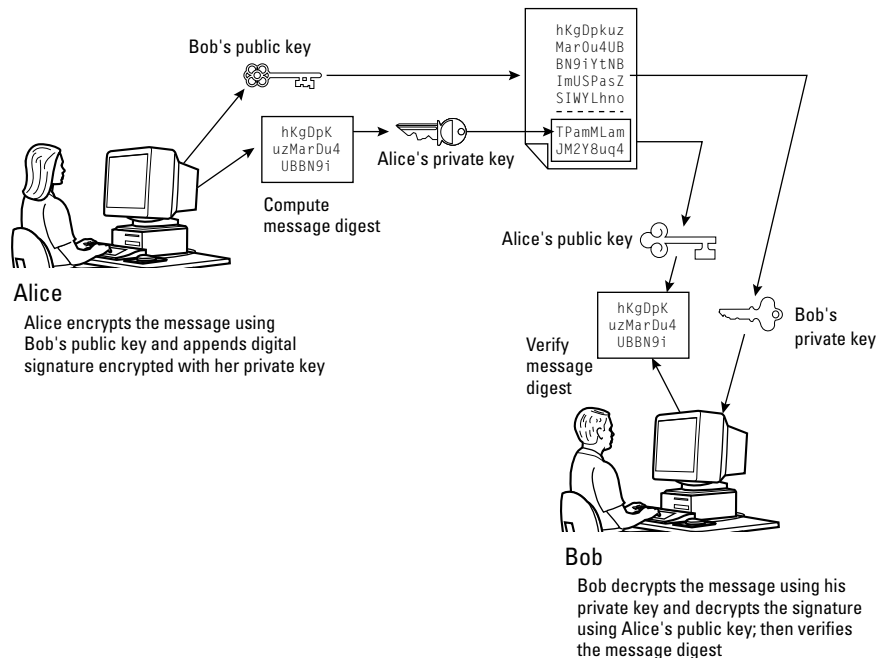 Bob's public key
hKgDpkuz
MarOu4UB
BN9iYtNB
ImUSPasZ
SIWYLhno
TPamMLam
JM2Y8uq4
hKgDpK
uzMarDu4
UBBN9i
Alice's private key
Compute
message digest
Alice
Alice encrypts the message using
Bob's public key and appends digital
signature encrypted with her private key
Alice's public key
hKgDpK
uzMarDu4
UBBN9i
Verify
message
digest
Bob's
private key
Bob
Bob decrypts the message using his
private key and decrypts the signature
using Alice's public key; then verifies
the message digest